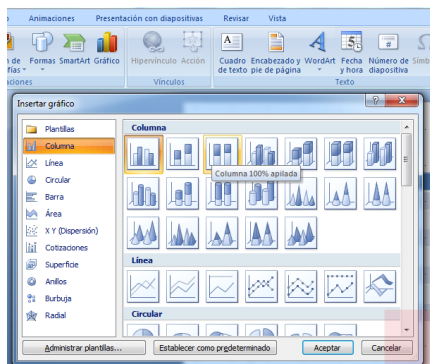 Animaciones Presentación con diapositivas Revisar Vista
de Formas SmartArt Gráfico Hipervínculo Acción Cuadro de texto Encabezado y pie de página WordArt Fecha y hora Número de diapositiva
Vínculos Texto
Insertar gráfico
Plantillas
Columna
Línea
Circular
Barra
Área
X Y (Dispersión)
Cotizaciones
Superficie
Anillos
Burbuja
Radial
Columna
Columna 100% apilada
Línea
Circular
Administrar plantillas... Establecer como predeterminado Aceptar Cancelar